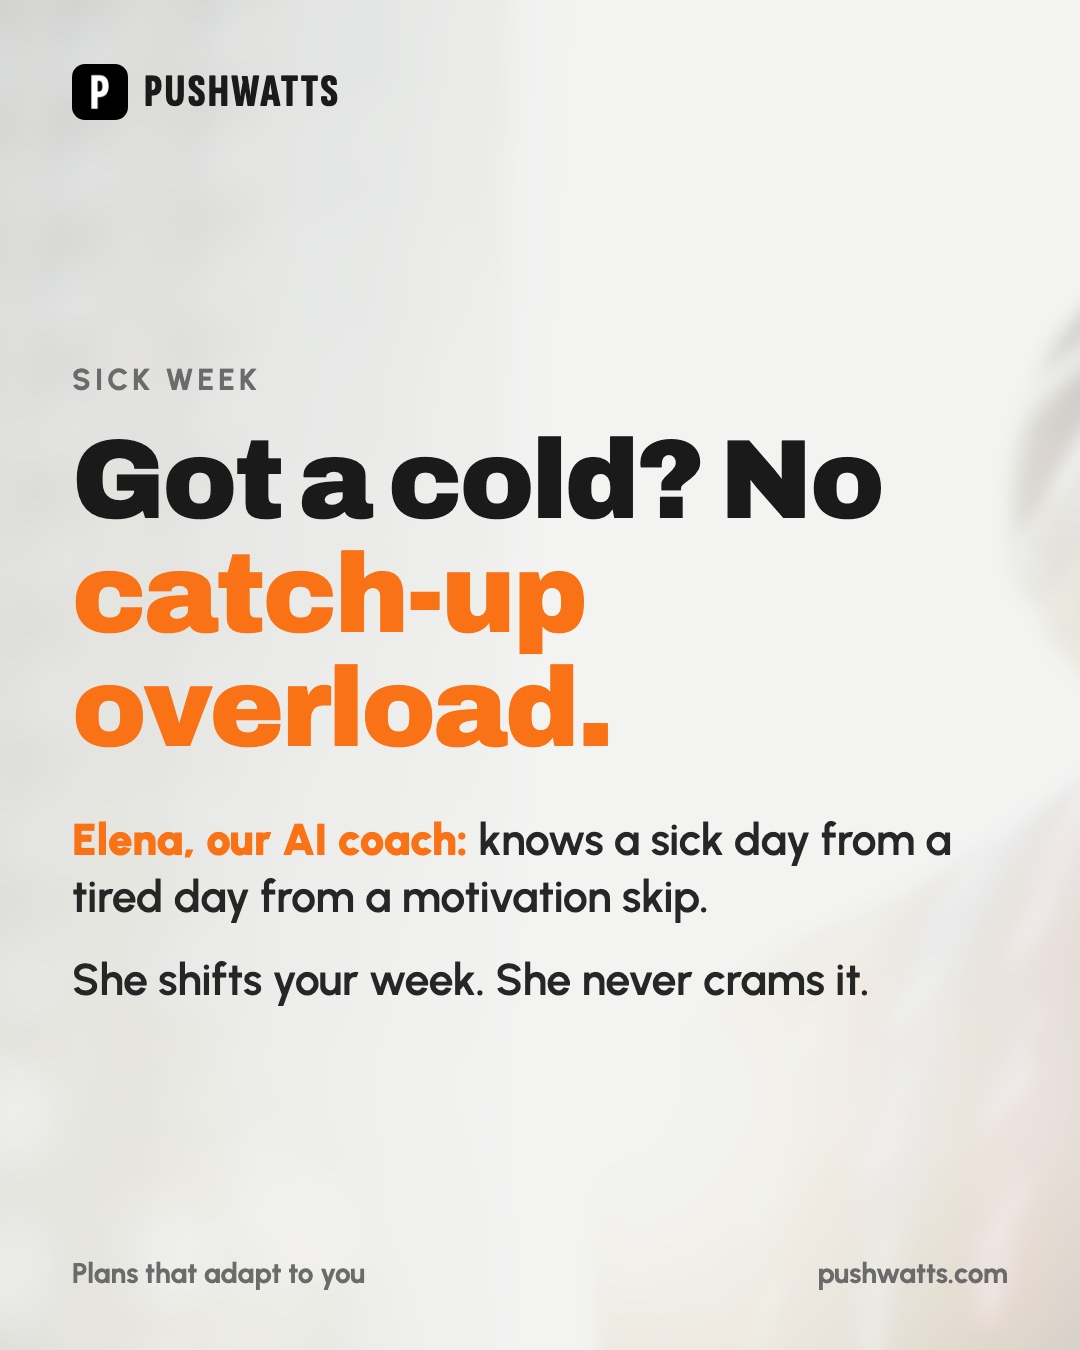 P PUSHWATTS
SICK WEEK
Got a cold? No
catch-up
overload.
Elena, our AI coach: knows a sick day from a
tired day from a motivation skip.
She shifts your week. She never crams it.
Plans that adapt to you
pushwatts.com